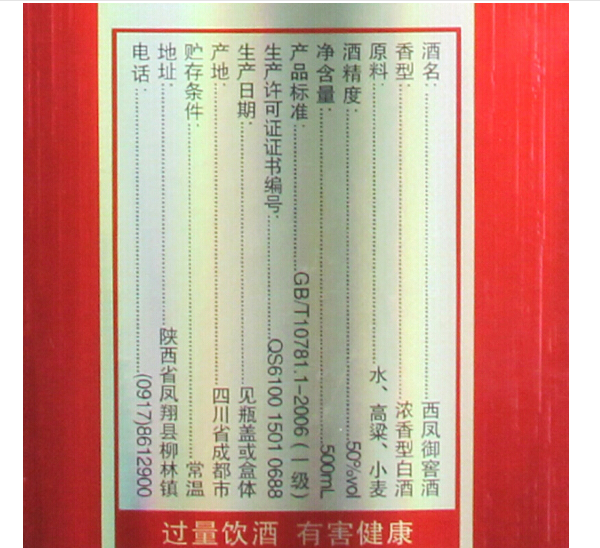 酒名:西凤御窖酒
香型:浓香型白酒
原料:水、高粱、小麦
酒精度:50%vol
净含量:500mL
产品标准:GB/T10781.1-2006(Ⅰ级)
生产许可证证书编号:QS6100 1501 0688
生产日期:见瓶盖或盒体
产地:四川省成都市
贮存条件:常温
地址:陕西省凤翔县柳林镇
电话:(0917)8612900
过量饮酒 有害健康